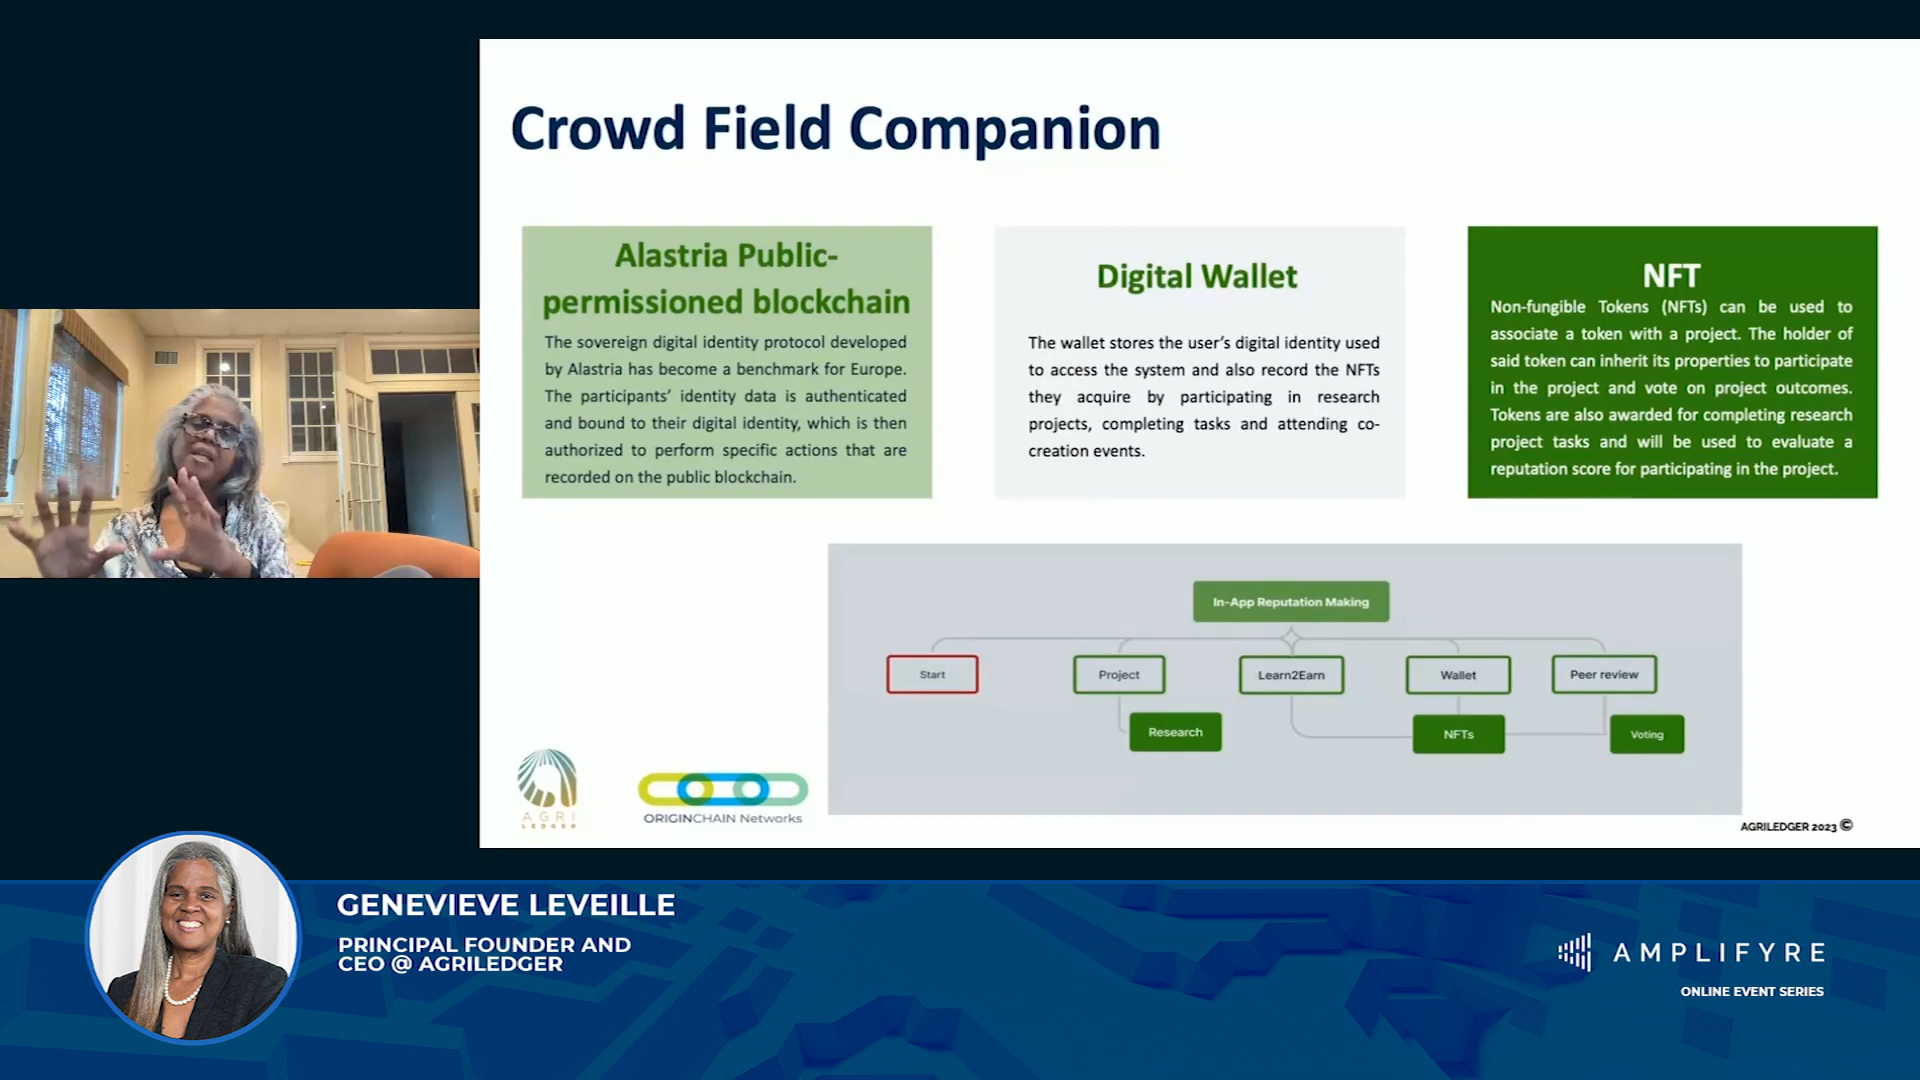 Crowd Field Companion
Alastria Public-
permissioned blockchain
The sovereign digital identity protocol developed
by Alastria has become a benchmark for Europe.
The participants' identity data is authenticated
and bound to their digital identity, which is then
authorized to perform specific actions that are
recorded on the public blockchain.
Digital Wallet
The wallet stores the user's digital identity used
to access the system and also record the NFTs
they acquire by participating in research
projects, completing tasks and attending co-
creation events.
NFT
Non-fungible Tokens (NFTs) can be used to
associate a token with a project. The holder of
said token can inherit its properties to participate
in the project and vote on project outcomes.
Tokens are also awarded for completing research
project tasks and will be used to evaluate a
reputation score for participating in the project.
In-App Reputation Making
Start
Project
Learn2Earn
Wallet
Peer review
Research
NFTs
Voting
AGRI
LEDGER
ORIGINCHAIN Networks
AGRILEDGER 2023 ©
GENEVIEVE LEVEILLE
PRINCIPAL FOUNDER AND
CEO @ AGRILEDGER
AMPLIFYRE
ONLINE EVENT SERIES